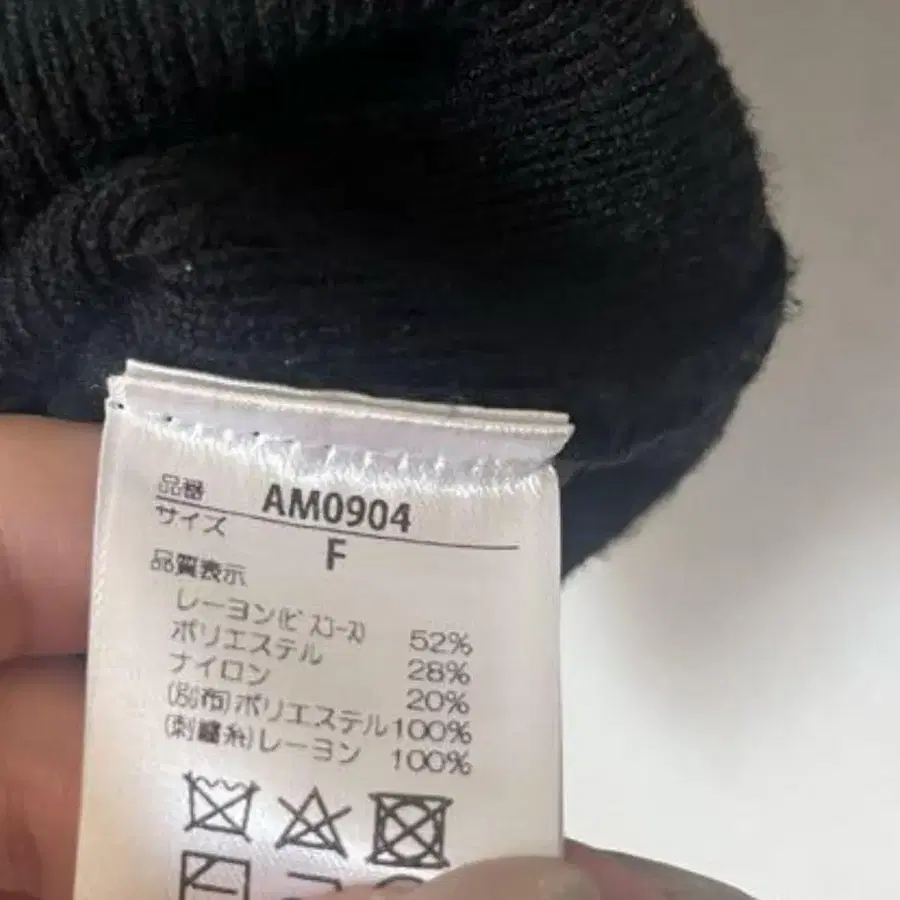 品番 AM0904
サイズ F
品質表示
レーヨン(ビスコース) 52%
ポリエステル 28%
ナイロン 20%
(別布)ポリエステル100%
(刺繍糸)レーヨン 100%